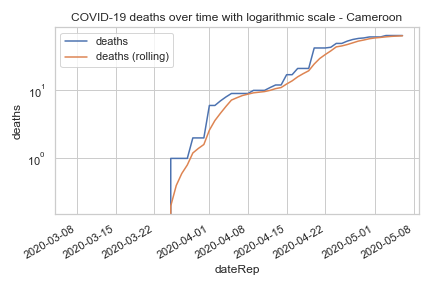 COVID-19 deaths over time with logarithmic scale - Cameroon
deaths
deaths (rolling)
10¹
10⁰
deaths
2020-03-08
2020-03-15
2020-03-22
2020-04-01
2020-04-08
2020-04-15
2020-04-22
2020-05-01
2020-05-08
dateRep